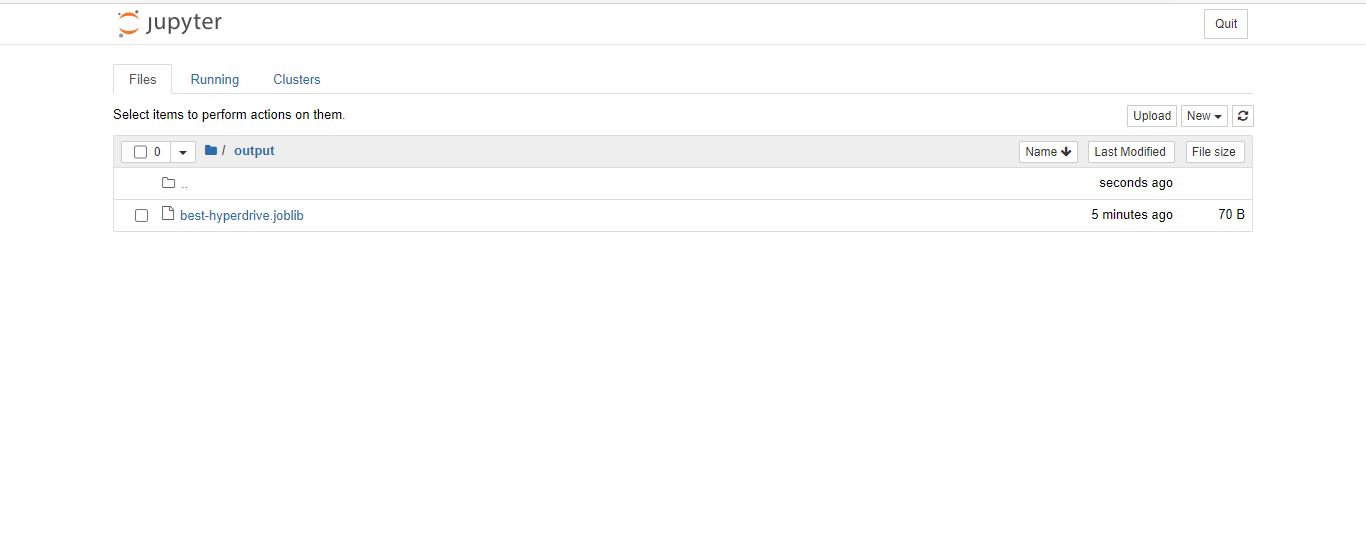 jupyter
Quit
Files Running Clusters
Select items to perform actions on them.
Upload New
0 / output Name Last Modified File size
.. seconds ago
best-hyperdrive.joblib 5 minutes ago 70 B